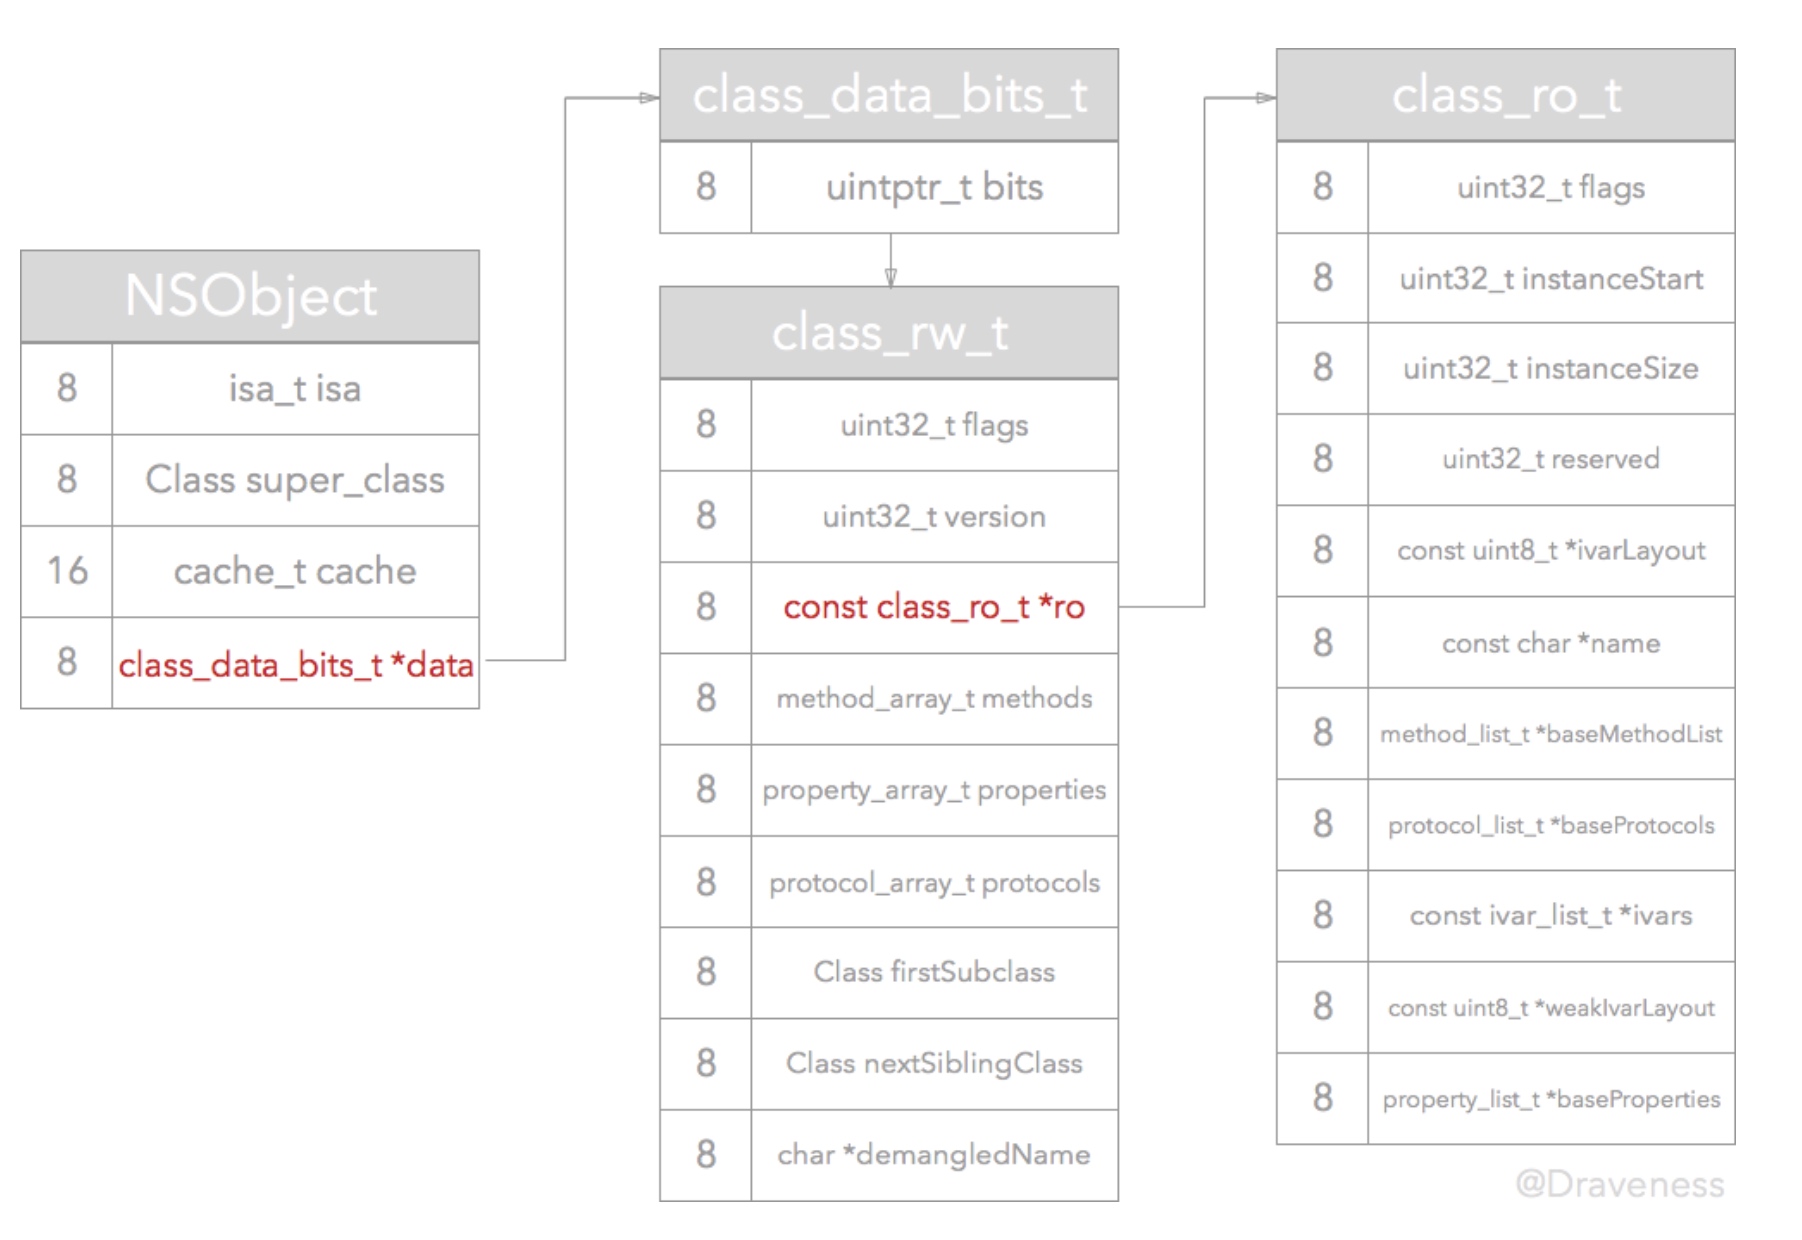 NSObject
8 isa_t isa
8 Class super_class
16 cache_t cache
8 class_data_bits_t *data
class_data_bits_t
8 uintptr_t bits
class_rw_t
8 uint32_t flags
8 uint32_t version
8 const class_ro_t *ro
8 method_array_t methods
8 property_array_t properties
8 protocol_array_t protocols
8 Class firstSubclass
8 Class nextSiblingClass
8 char *demangledName
class_ro_t
8 uint32_t flags
8 uint32_t instanceStart
8 uint32_t instanceSize
8 uint32_t reserved
8 const uint8_t *ivarLayout
8 const char *name
8 method_list_t *baseMethodList
8 protocol_list_t *baseProtocols
8 const ivar_list_t *ivars
8 const uint8_t *weakIvarLayout
8 property_list_t *baseProperties
@Draveness